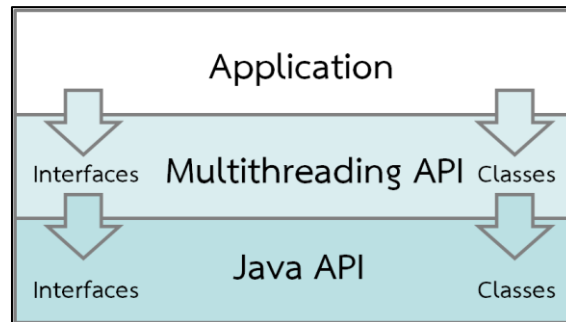 Application
Interfaces Multithreading API Classes
Java API
Interfaces Classes